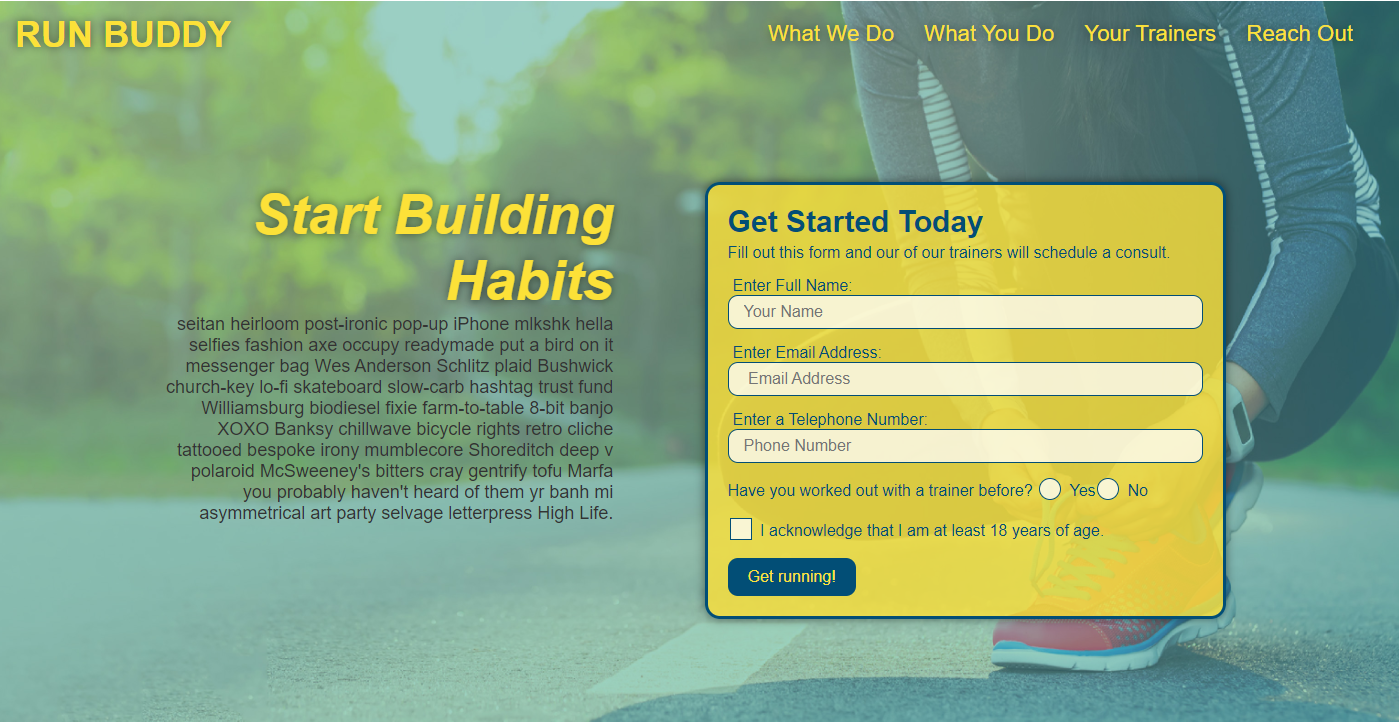 RUN BUDDY
What We Do What You Do Your Trainers Reach Out
Start Building
Habits
seitan heirloom post-ironic pop-up iPhone mlkshk hella
selfies fashion axe occupy readymade put a bird on it
messenger bag Wes Anderson Schlitz plaid Bushwick
church-key lo-fi skateboard slow-carb hashtag trust fund
Williamsburg biodiesel fixie farm-to-table 8-bit banjo
XOXO Banksy chillwave bicycle rights retro cliche
tattooed bespoke irony mumblecore Shoreditch deep v
polaroid McSweeney's bitters cray gentrify tofu Marfa
you probably haven't heard of them yr banh mi
asymmetrical art party selvage letterpress High Life.
Get Started Today
Fill out this form and our of our trainers will schedule a consult.
Enter Full Name:
Your Name
Enter Email Address:
Email Address
Enter a Telephone Number:
Phone Number
Have you worked out with a trainer before? Yes No
I acknowledge that I am at least 18 years of age.
Get running!